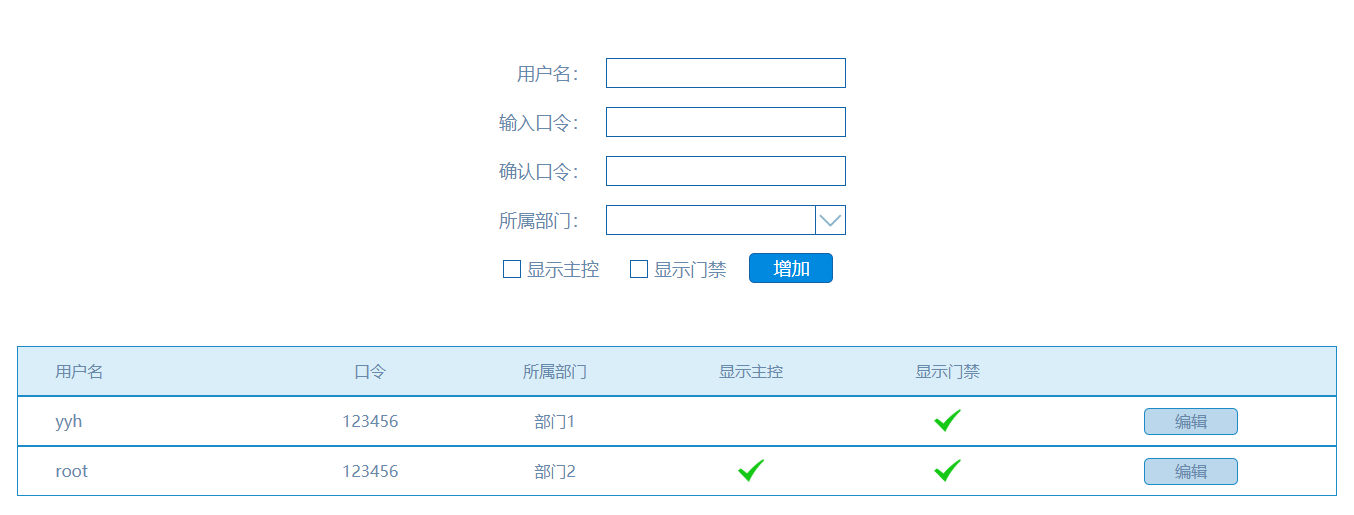 用户名：
输入口令：
确认口令：
所属部门：
显示主控 显示门禁 增加
用户名 口令 所属部门 显示主控 显示门禁
yyh 123456 部门1 编辑
root 123456 部门2 编辑